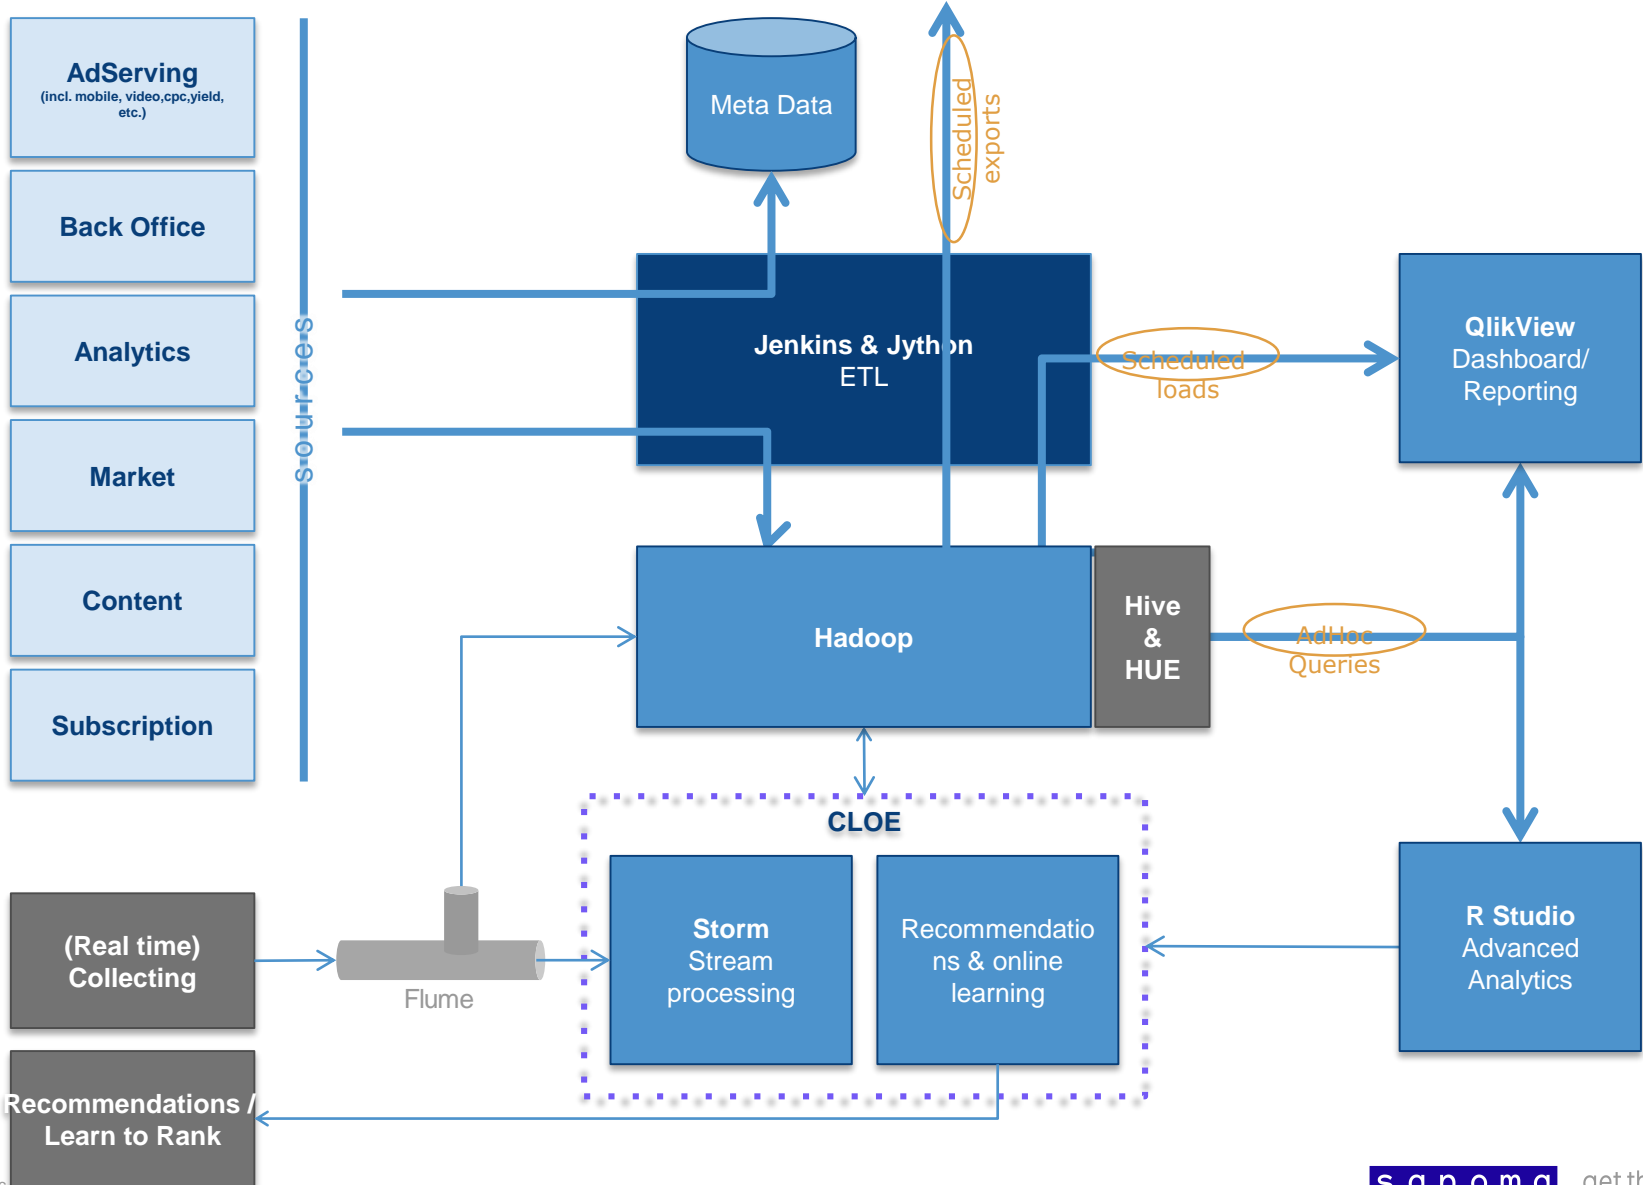 AdServing
(incl. mobile, video,cpc,yield,
etc.)
Back Office
Analytics
Market
Content
Subscription
sources
Meta Data
Scheduled
exports
Jenkins & Jython
ETL
Scheduled
loads
QlikView
Dashboard/
Reporting
Hadoop
Hive
&
HUE
AdHoc
Queries
CLOE
(Real time)
Collecting
Flume
Storm
Stream
processing
Recommendatio
ns & online
learning
R Studio
Advanced
Analytics
Recommendations /
Learn to Rank
sanoma
get